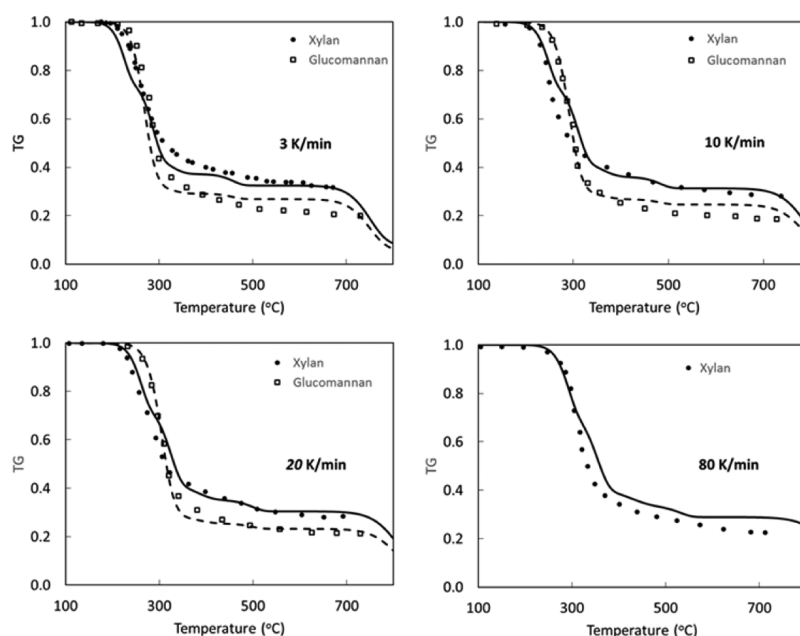 1.0
0.8
0.6
0.4
0.2
0.0
TG
Xylan
Glucomannan
3 K/min
100 300 500 700
Temperature (°C)
1.0
0.8
0.6
0.4
0.2
0.0
TG
Xylan
Glucomannan
10 K/min
100 300 500 700
Temperature (°C)
1.0
0.8
0.6
0.4
0.2
0.0
TG
Xylan
Glucomannan
20 K/min
100 300 500 700
Temperature (°C)
1.0
0.8
0.6
0.4
0.2
0.0
TG
Xylan
80 K/min
100 300 500 700
Temperature (°C)